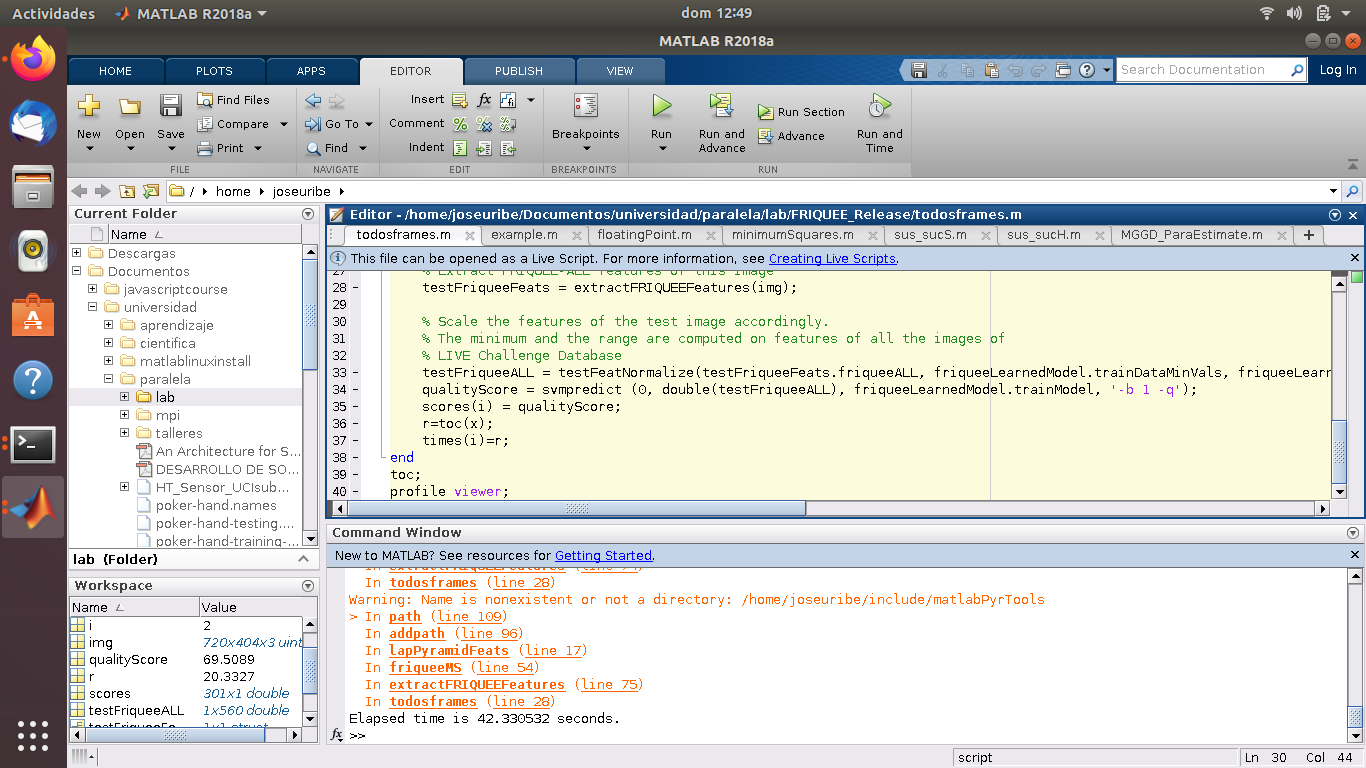 Actividades MATLAB R2018a dom 12:49
MATLAB R2018a
HOME PLOTS APPS EDITOR PUBLISH VIEW Search Documentation Log In
New Open Save Find Files Compare Print
Insert fx
Comment
Indent
Go To
Find
Breakpoints
Run
Run and Advance
Run Section
Advance
Run and Time
FILE NAVIGATE EDIT BREAKPOINTS RUN
/ home joseuribe
Current Folder
Name
Descargas
Documentos
javascriptcourse
universidad
aprendizaje
cientifica
matlablinuxinstall
paralela
lab
mpi
talleres
An Architecture for S...
DESARROLLO DE SO...
HT_Sensor_UCIsub...
poker-hand.names
poker-hand-testing....
poker-hand-training-...
lab (Folder)
Workspace
Name Value
i 2
img 720x404x3 uint
qualityScore 69.5089
r 20.3327
scores 301x1 double
testFriqueeALL 1x560 double
Editor - /home/joseuribe/Documentos/universidad/paralela/lab/FRIQUEE_Release/todosframes.m
todosframes.m example.m floatingPoint.m minimumSquares.m sus_sucS.m sus_sucH.m MGGD_ParaEstimate.m
This file can be opened as a Live Script. For more information, see Creating Live Scripts.
27 % Extract FRIQUEE-ALL features of this image
28 - testFriqueeFeats = extractFRIQUEEFeatures(img);
29
30 % Scale the features of the test image accordingly.
31 % The minimum and the range are computed on features of all the images of
32 % LIVE Challenge Database
33 - testFriqueeALL = testFeatNormalize(testFriqueeFeats.friqueeALL, friqueeLearnedModel.trainDataMinVals, friqueeLearr
34 - qualityScore = svmpredict (0, double(testFriqueeALL), friqueeLearnedModel.trainModel, '-b 1 -q');
35 - scores(i) = qualityScore;
36 - r=toc(x);
37 - times(i)=r;
38 - end
39 - toc;
40 - profile viewer;
Command Window
New to MATLAB? See resources for Getting Started.
In todosframes (line 28)
Warning: Name is nonexistent or not a directory: /home/joseuribe/include/matlabPyrTools
> In path (line 109)
In addpath (line 96)
In lapPyramidFeats (line 17)
In friqueeMS (line 54)
In extractFRIQUEEFeatures (line 75)
In todosframes (line 28)
Elapsed time is 42.330532 seconds.
fx >>
script Ln 30 Col 44